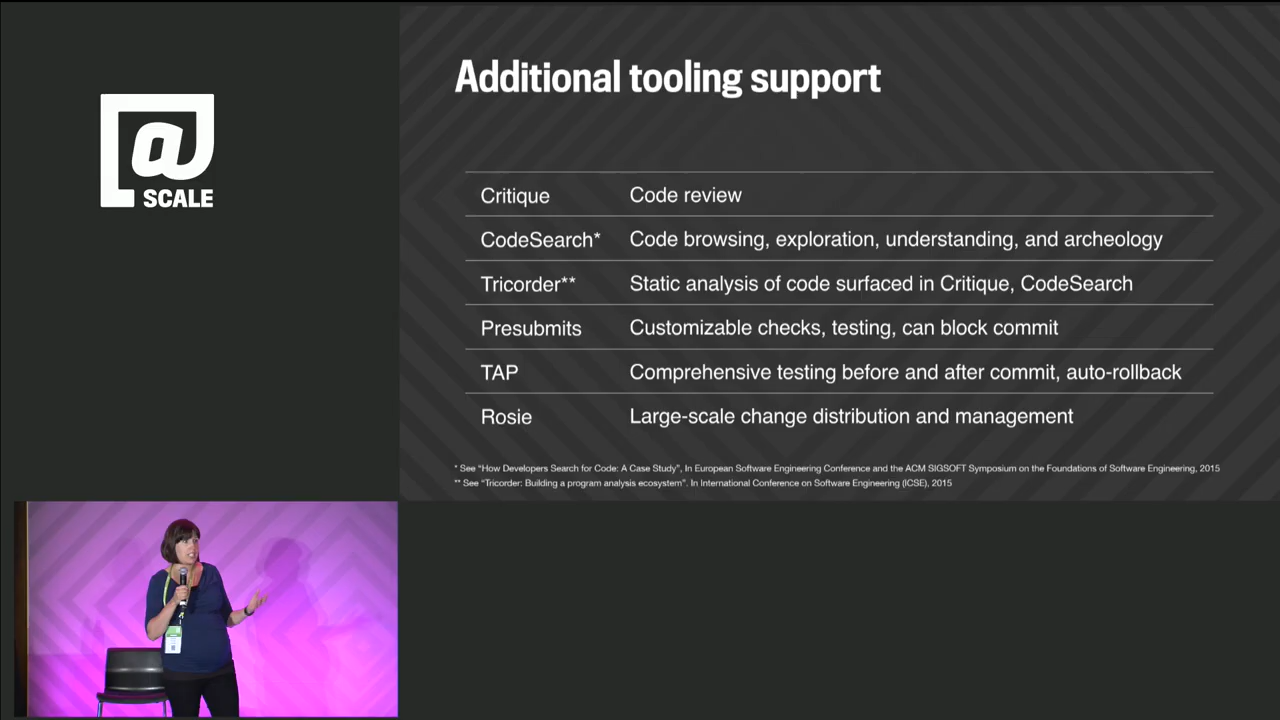 @
SCALE
Additional tooling support
Critique Code review
CodeSearch* Code browsing, exploration, understanding, and archeology
Tricorder** Static analysis of code surfaced in Critique, CodeSearch
Presubmits Customizable checks, testing, can block commit
TAP Comprehensive testing before and after commit, auto-rollback
Rosie Large-scale change distribution and management
* See “How Developers Search for Code: A Case Study”, In European Software Engineering Conference and the ACM SIGSOFT Symposium on the Foundations of Software Engineering, 2015
** See “Tricorder: Building a program analysis ecosystem”. In International Conference on Software Engineering (ICSE), 2015